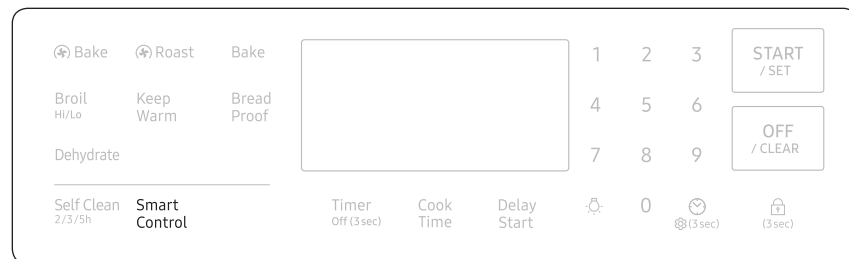 Bake Roast Bake 1 2 3 START
/ SET
Broil Keep Bread 4 5 6
Hi/Lo Warm Proof
OFF
/ CLEAR
Dehydrate 7 8 9
Self Clean Smart Timer Cook Delay 0
2/3/5h Control Off (3 sec) Time Start (3 sec) (3 sec)